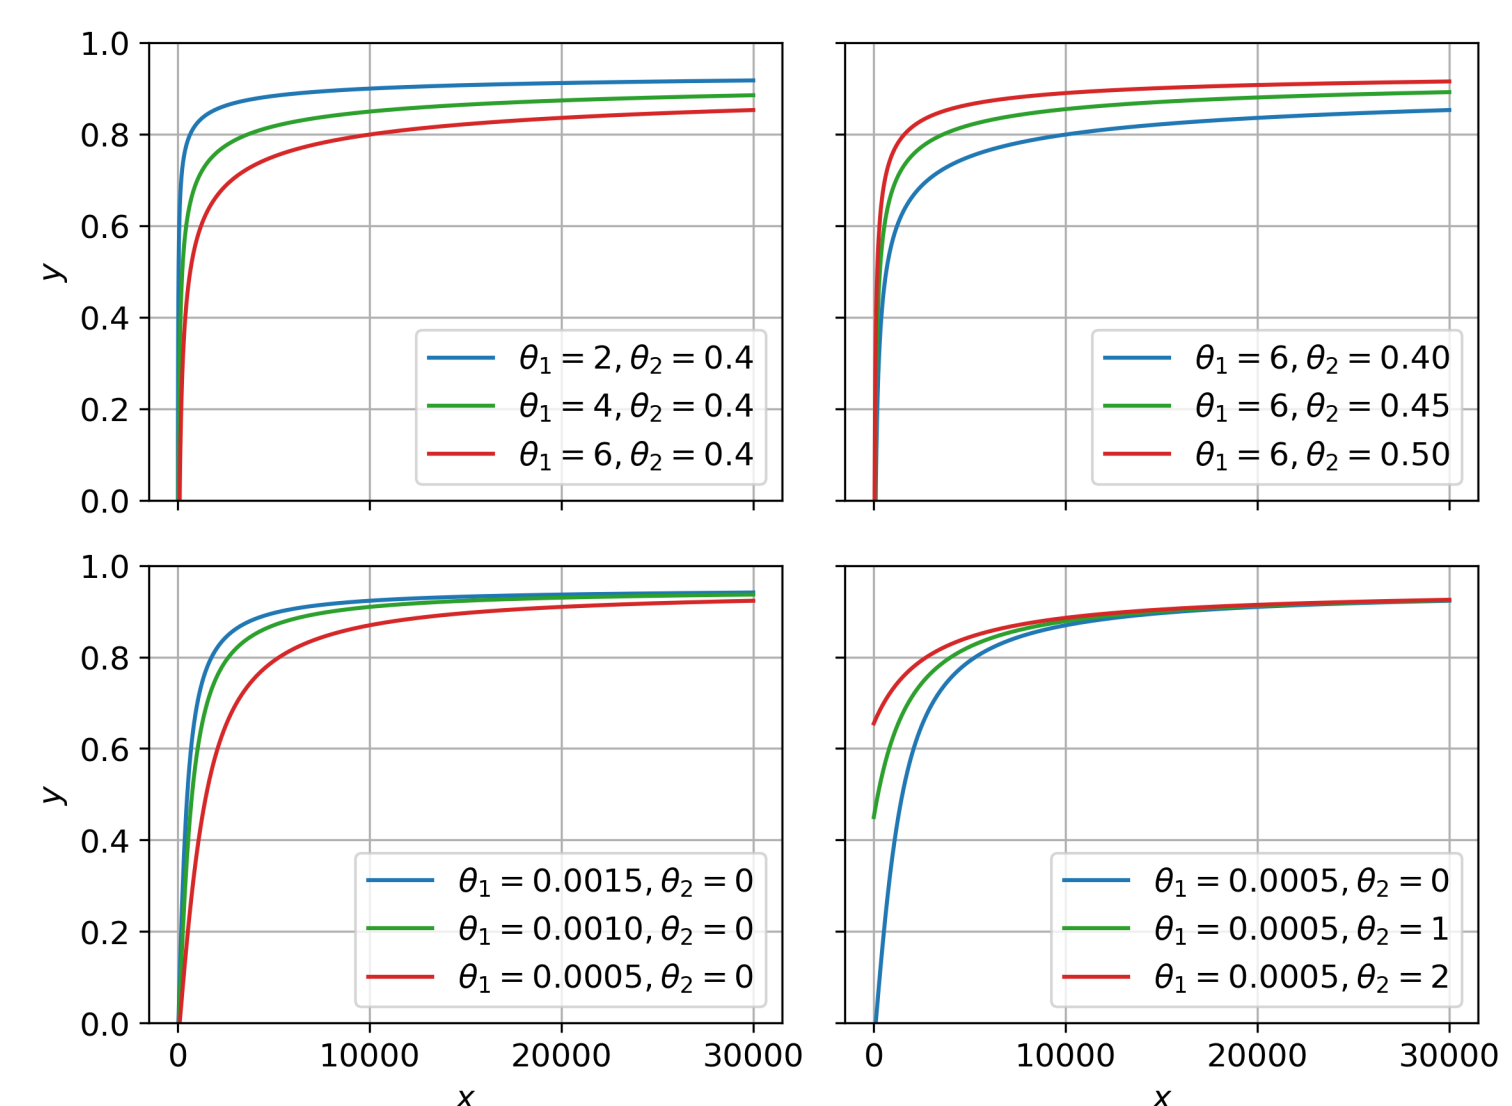 1.0
0.8
0.6
0.4
0.2
0.0
y
θ₁ = 2, θ₂ = 0.4
θ₁ = 4, θ₂ = 0.4
θ₁ = 6, θ₂ = 0.4
θ₁ = 6, θ₂ = 0.40
θ₁ = 6, θ₂ = 0.45
θ₁ = 6, θ₂ = 0.50
1.0
0.8
0.6
0.4
0.2
0.0
y
θ₁ = 0.0015, θ₂ = 0
θ₁ = 0.0010, θ₂ = 0
θ₁ = 0.0005, θ₂ = 0
0 10000 20000 30000
x
θ₁ = 0.0005, θ₂ = 0
θ₁ = 0.0005, θ₂ = 1
θ₁ = 0.0005, θ₂ = 2
0 10000 20000 30000
x